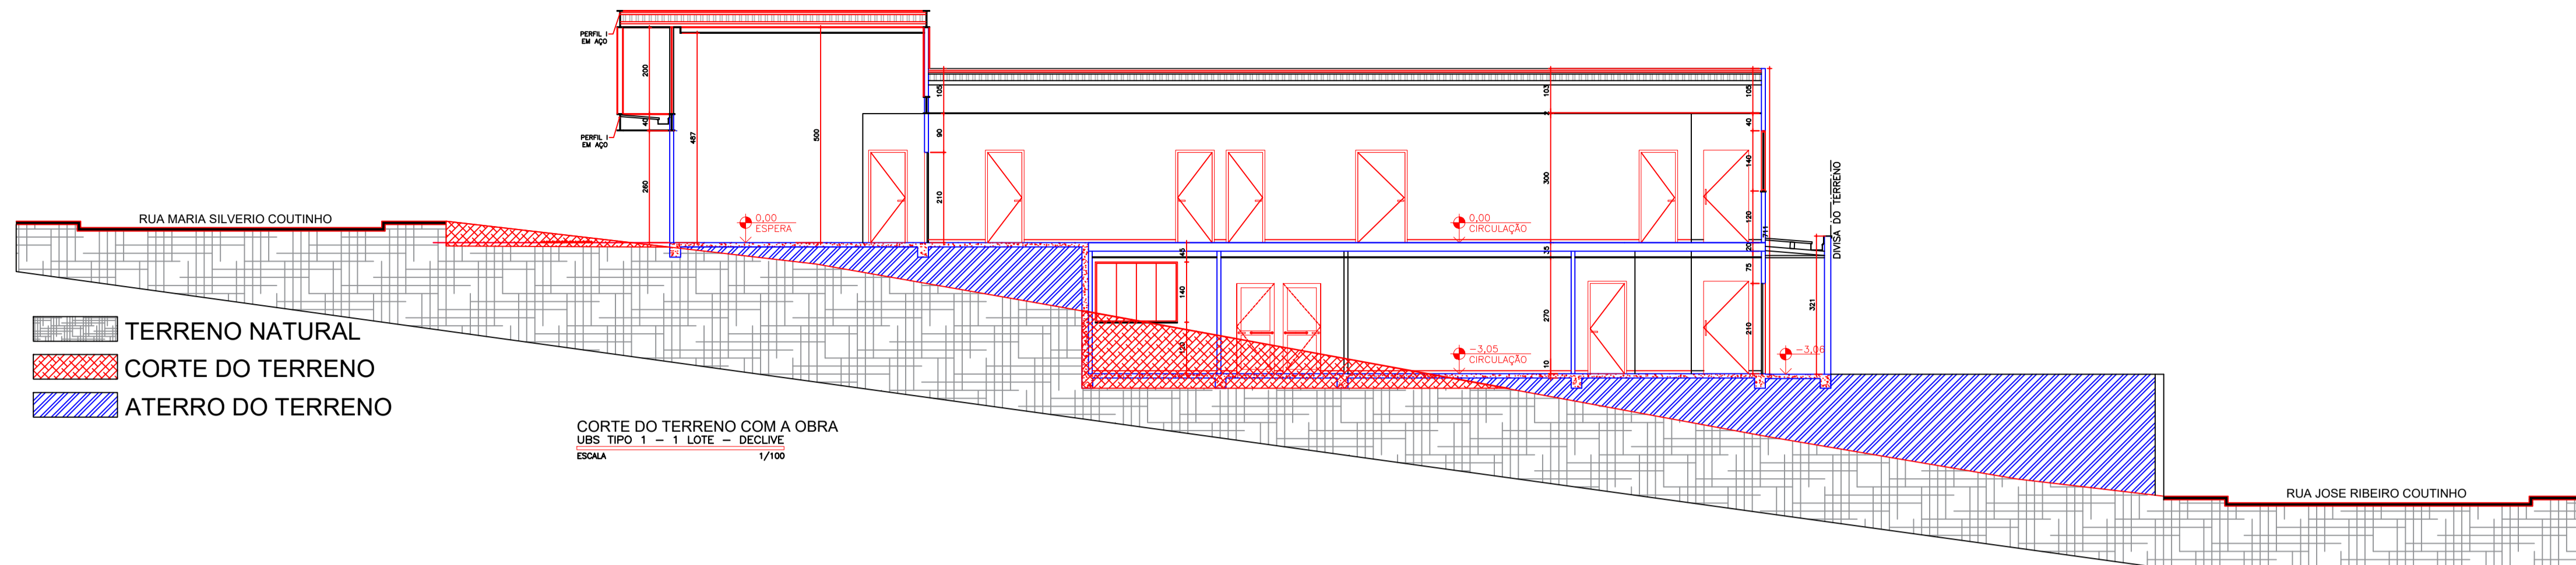 PERFIL I
EM AÇO
200
487
500
105
103
105
PERFIL I
EM AÇO
40
90
2
40
260
210
300
140
120
DIVISA DO TERRENO
RUA MARIA SILVERIO COUTINHO
0,00
ESPERA
0,00
CIRCULAÇÃO
711
20
45
35
75
140
120
270
210
321
10
-3,05
CIRCULAÇÃO
-3,06
TERRENO NATURAL
CORTE DO TERRENO
ATERRO DO TERRENO
CORTE DO TERRENO COM A OBRA
UBS TIPO 1 - 1 LOTE - DECLIVE
ESCALA 1/100
RUA JOSE RIBEIRO COUTINHO